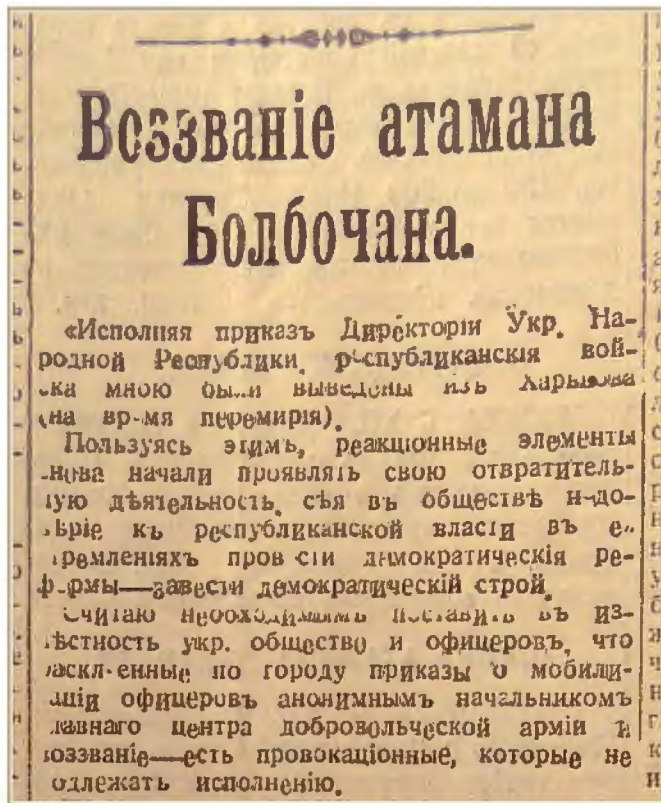 Воззваніе атамана
Болбочана.
«Исполняя приказъ Директоріи Укр. На-
родной Республики, республиканскія вой-
ска мною были выведены изъ Харькова
(на время перемирія).
Пользуясь этимъ, реакціонные элементы
снова начали проявлять свою отвратитель-
ную дѣятельность, сѣя въ обществѣ недо-
вѣріе къ республиканской власти въ ея
стремленіяхъ провести демократическія ре-
формы—завести демократическій строй.
Считаю необходимымъ поставить въ из-
вѣстность укр. общество и офицеровъ, что
расклеенные по городу приказы о мобили-
заціи офицеровъ анонимнымъ начальникомъ
главнаго центра добровольческой арміи и
воззваніе—есть провокаціонные, которые не
подлежатъ исполненію.